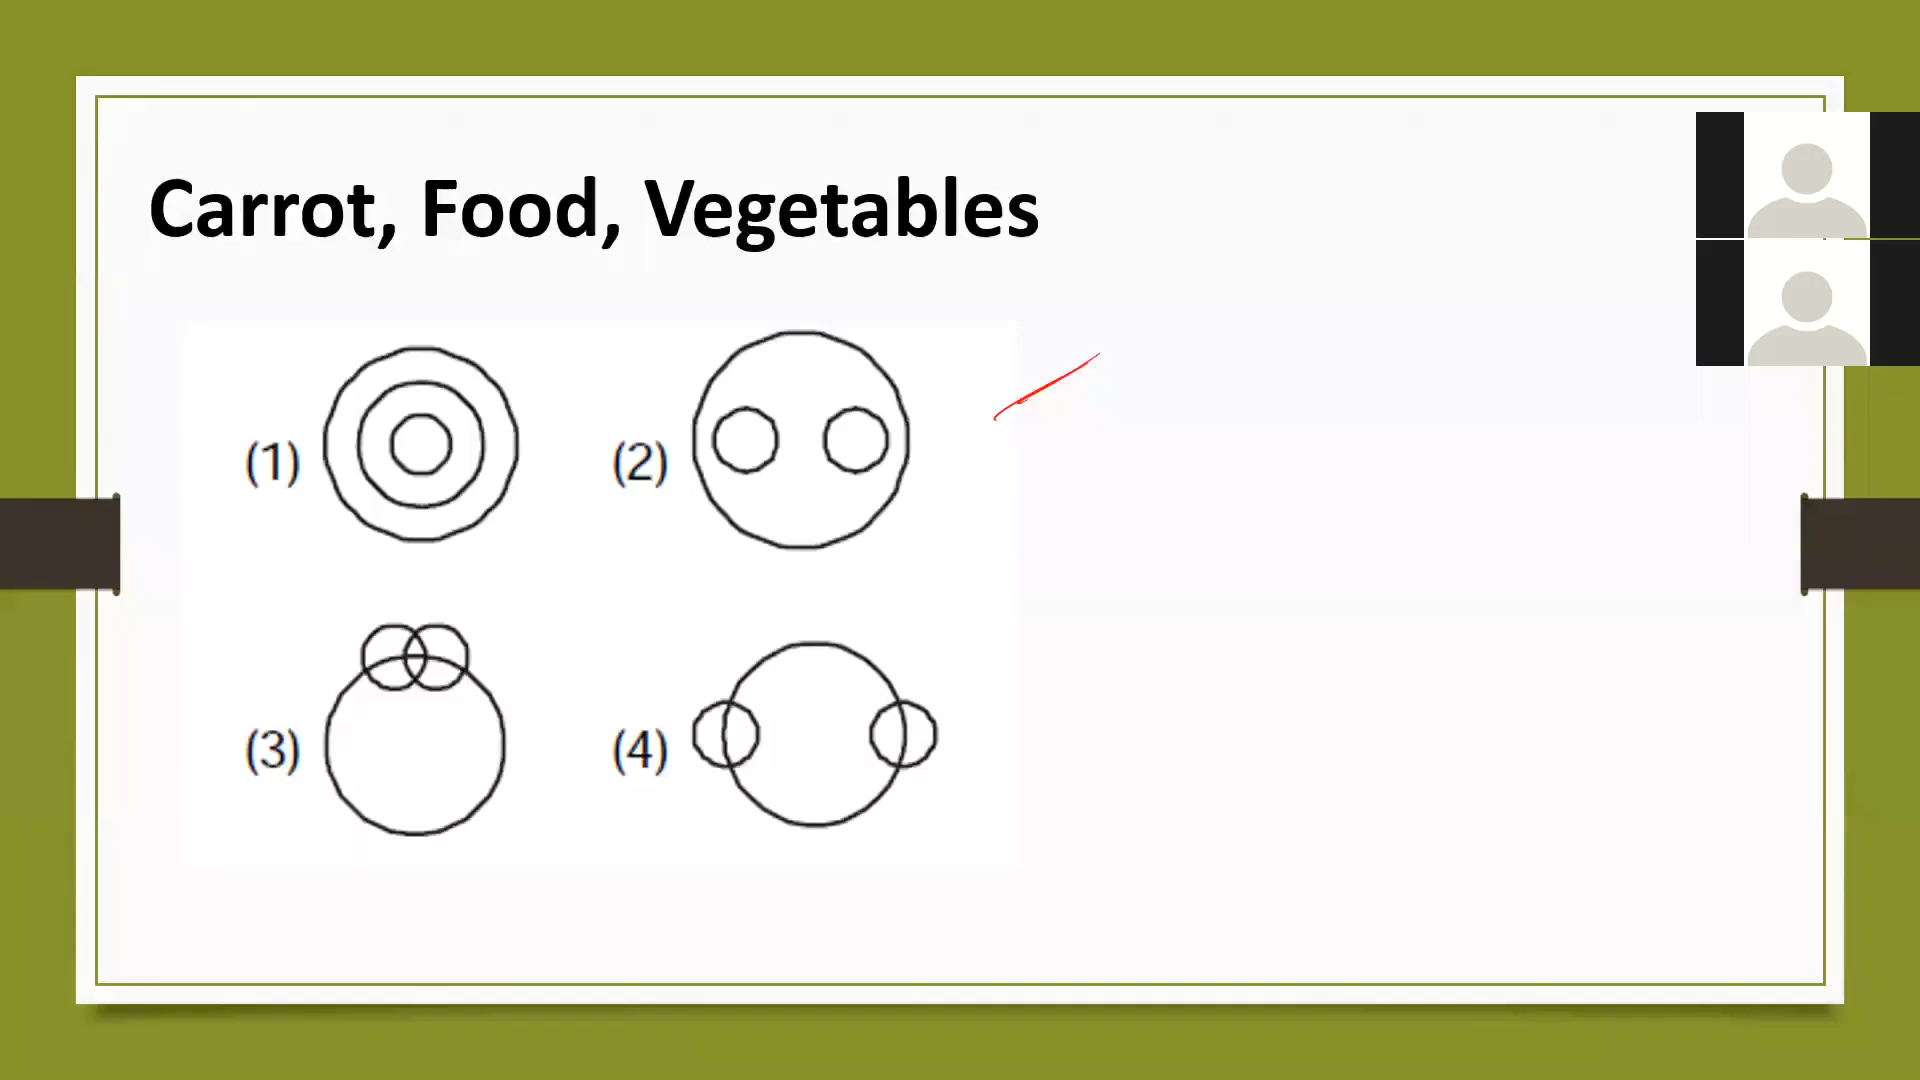 Carrot, Food, Vegetables
(1)
(2)
(3)
(4)